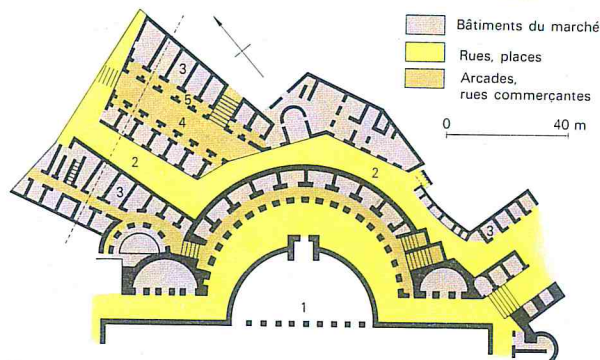 Bâtiments du marché
Rues, places
Arcades,
rues commerçantes
0 40 m
3
5
4
2
3
2
3
1